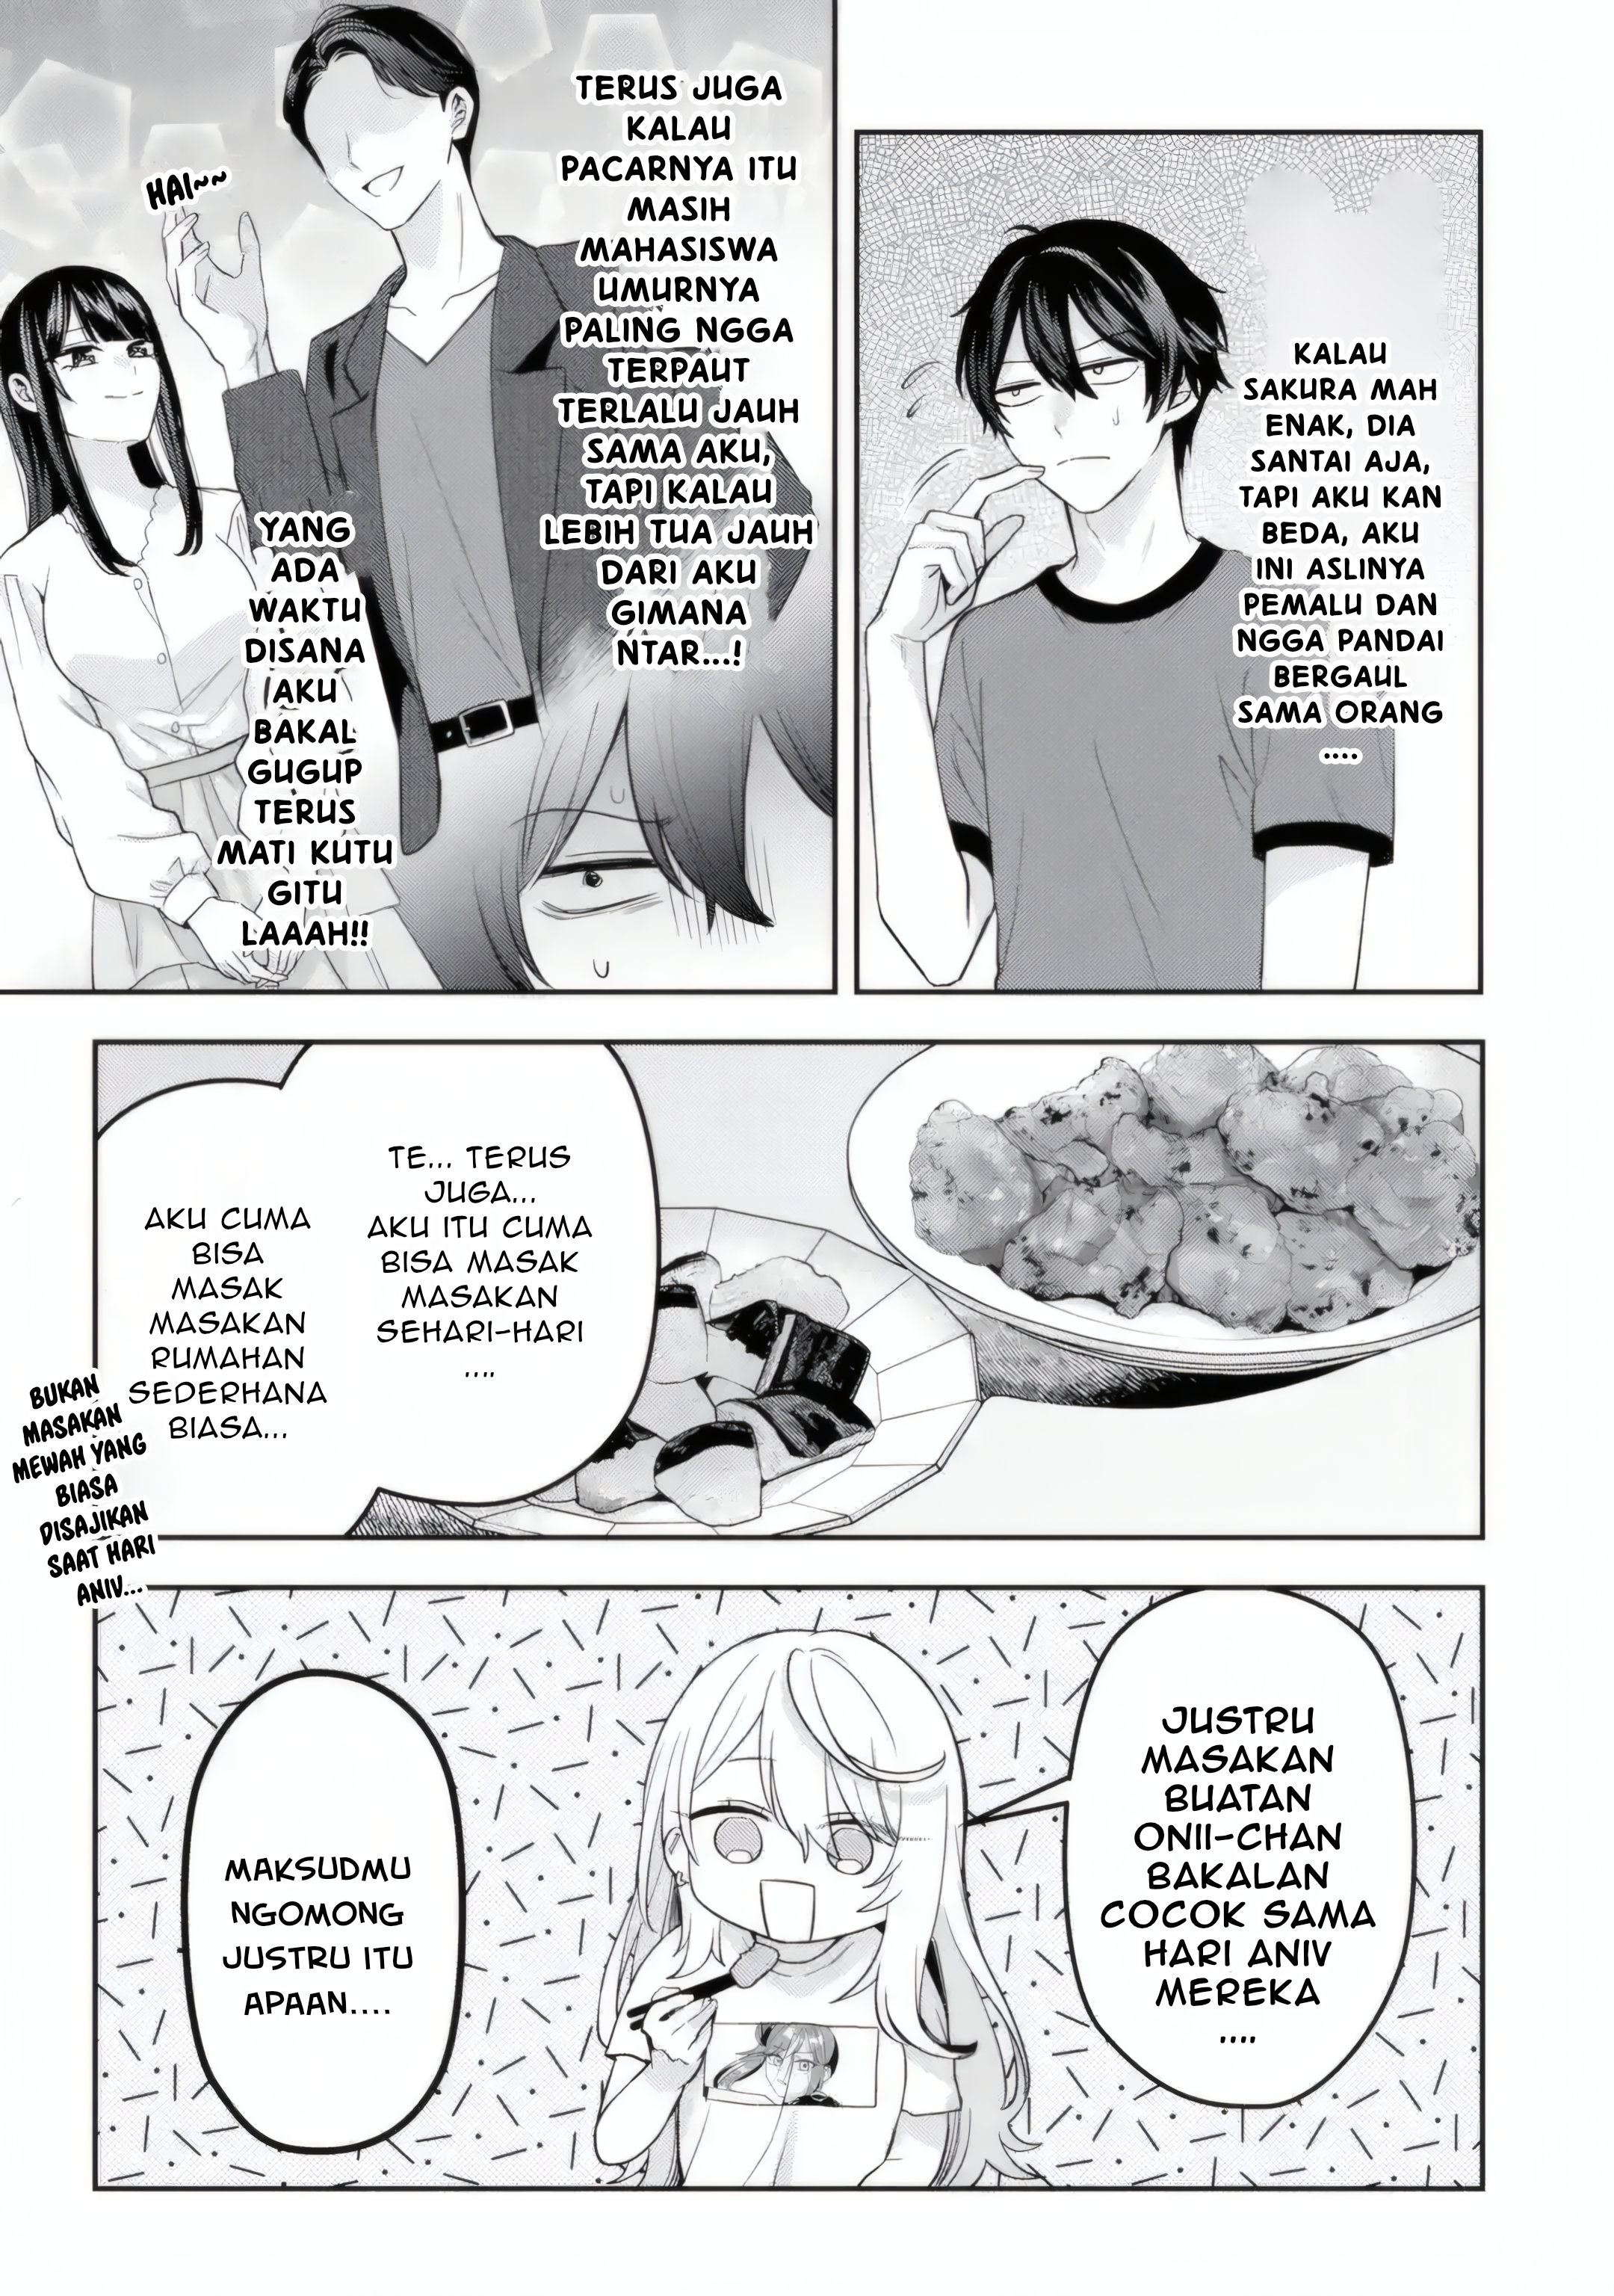 KALAU
SAKURA MAH
ENAK, DIA
SANTAI AJA,
TAPI AKU KAN
BEDA, AKU
INI ASLINYA
PEMALU DAN
NGGA PANDAI
BERGAUL
SAMA ORANG
....
TERUS JUGA
KALAU
PACARNYA ITU
MASIH
MAHASISWA
UMURNYA
PALING NGGA
TERPAUT
TERLALU JAUH
SAMA AKU,
TAPI KALAU
LEBIH TUA JAUH
DARI AKU
GIMANA
NTAR...!
HAI~~
YANG
ADA
WAKTU
DISANA
AKU
BAKAL
GUGUP
TERUS
MATI KUTU
GITU
LAAAH!!
TE... TERUS
JUGA...
AKU ITU CUMA
BISA MASAK
MASAKAN
SEHARI-HARI
....
AKU CUMA
BISA
MASAK
MASAKAN
RUMAHAN
SEDERHANA
BIASA...
BUKAN
MASAKAN
MEWAH YANG
BIASA
DISAJIKAN
SAAT HARI
ANIV...
JUSTRU
MASAKAN
BUATAN
ONII-CHAN
BAKALAN
COCOK SAMA
HARI ANIV
MEREKA
....
MAKSUDMU
NGOMONG
JUSTRU ITU
APAAN....